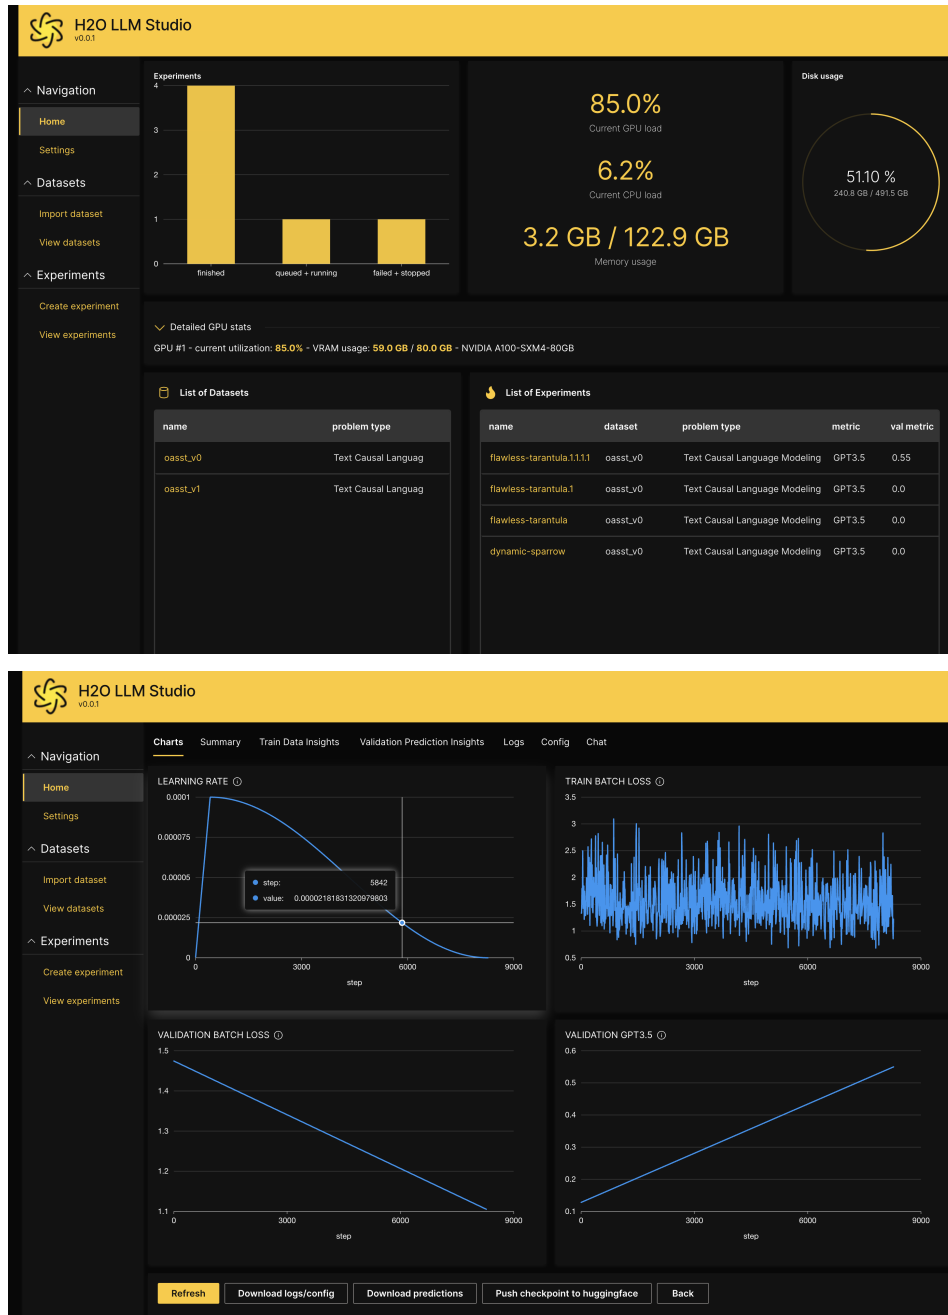 H2O LLM Studio
v0.0.1
Navigation
Home
Settings
Datasets
Import dataset
View datasets
Experiments
Create experiment
View experiments
Experiments
4
3
2
1
0
finished queued + running failed + stopped
85.0%
Current GPU load
6.2%
Current CPU load
3.2 GB / 122.9 GB
Memory usage
Disk usage
51.10 %
240.8 GB / 491.5 GB
Detailed GPU stats
GPU #1 - current utilization: 85.0% - VRAM usage: 59.0 GB / 80.0 GB - NVIDIA A100-SXM4-80GB
List of Datasets
name problem type
oasst_v0 Text Causal Languag
oasst_v1 Text Causal Languag
List of Experiments
name dataset problem type metric val metric
flawless-tarantula.1.1.1.1 oasst_v0 Text Causal Language Modeling GPT3.5 0.55
flawless-tarantula.1 oasst_v0 Text Causal Language Modeling GPT3.5 0.0
flawless-tarantula oasst_v0 Text Causal Language Modeling GPT3.5 0.0
dynamic-sparrow oasst_v0 Text Causal Language Modeling GPT3.5 0.0
H2O LLM Studio
v0.0.1
Navigation
Home
Settings
Datasets
Import dataset
View datasets
Experiments
Create experiment
View experiments
Charts Summary Train Data Insights Validation Prediction Insights Logs Config Chat
LEARNING RATE
0.0001
0.000075
0.00005
0.000025
0
0 3000 6000 9000
step
step: 5842
value: 0.00002181831320979803
TRAIN BATCH LOSS
3.5
3
2.5
2
1.5
1
0.5
0 3000 6000 9000
step
VALIDATION BATCH LOSS
1.5
1.4
1.3
1.2
1.1
0 3000 6000 9000
step
VALIDATION GPT3.5
0.6
0.5
0.4
0.3
0.2
0.1
0 3000 6000 9000
step
Refresh Download logs/config Download predictions Push checkpoint to huggingface Back